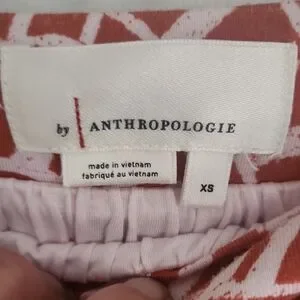 by ANTHROPOLOGIE
made in vietnam
fabriqué au vietnam
XS